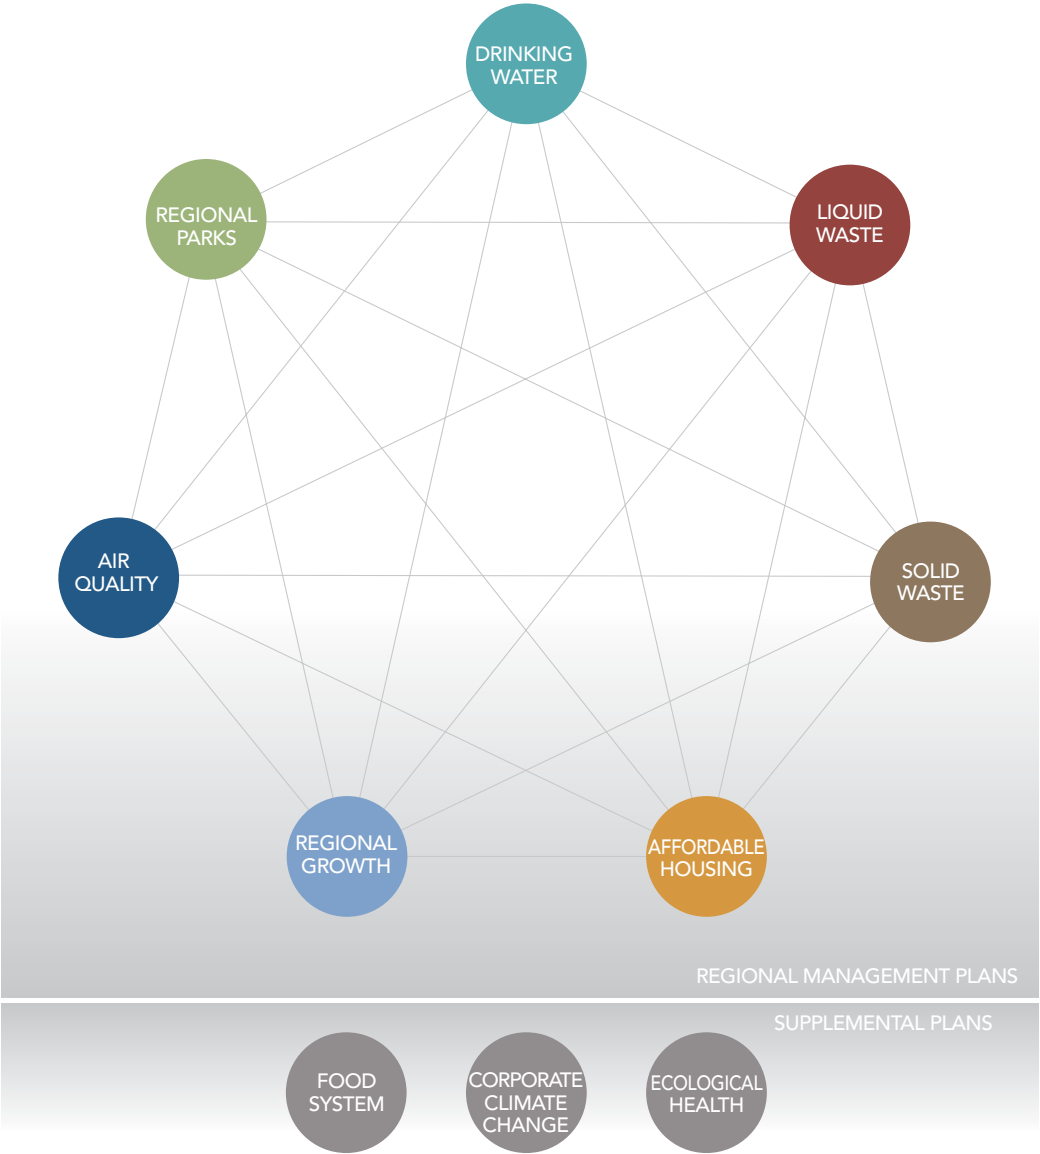 DRINKING
WATER
REGIONAL
PARKS
LIQUID
WASTE
AIR
QUALITY
SOLID
WASTE
REGIONAL
GROWTH
AFFORDABLE
HOUSING
REGIONAL MANAGEMENT PLANS
SUPPLEMENTAL PLANS
FOOD
SYSTEM
CORPORATE
CLIMATE
CHANGE
ECOLOGICAL
HEALTH